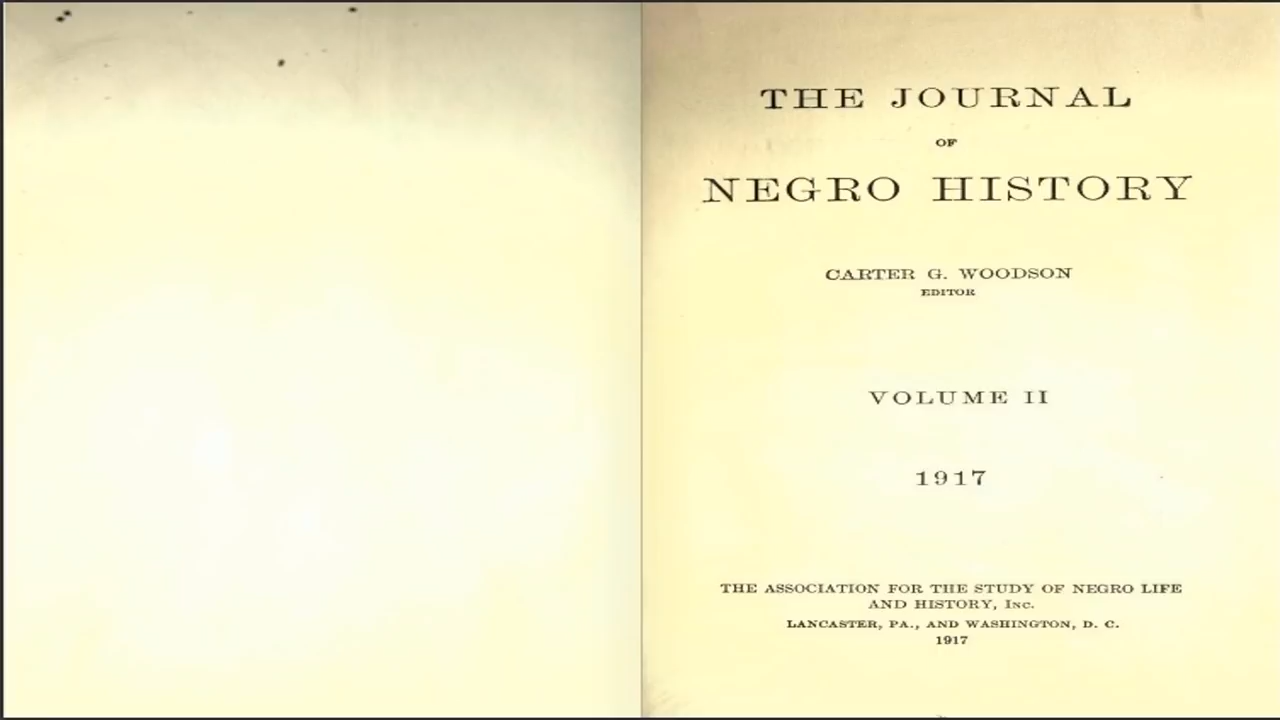 THE JOURNAL
OF
NEGRO HISTORY
CARTER G. WOODSON
EDITOR
VOLUME II
1917
THE ASSOCIATION FOR THE STUDY OF NEGRO LIFE
AND HISTORY, Inc.
LANCASTER, PA., AND WASHINGTON, D. C.
1917